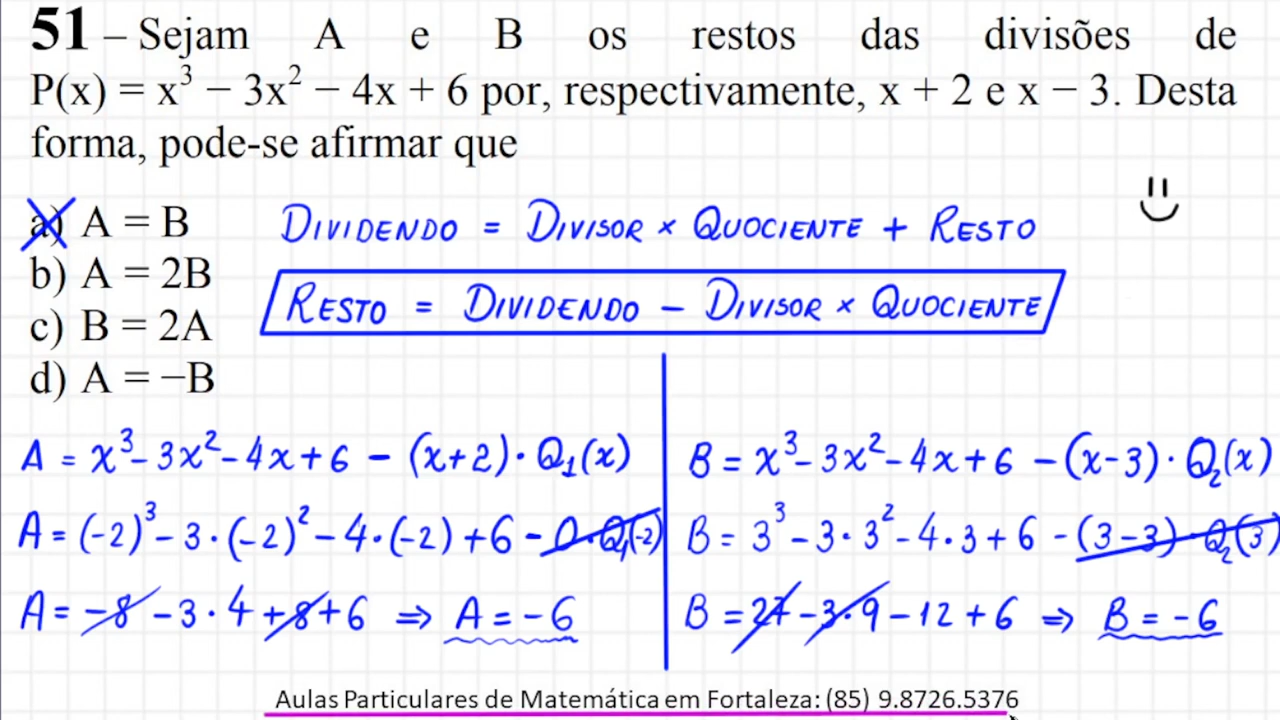 51 – Sejam A e B os restos das divisões de
P(x) = x³ − 3x² − 4x + 6 por, respectivamente, x + 2 e x − 3. Desta
forma, pode-se afirmar que
a) A = B
b) A = 2B
c) B = 2A
d) A = −B
DIVIDENDO = DIVISOR × QUOCIENTE + RESTO
RESTO = DIVIDENDO − DIVISOR × QUOCIENTE
A = x³ − 3x² − 4x + 6 − (x+2) · Q₁(x)
A = (−2)³ − 3 · (−2)² − 4 · (−2) + 6 − 0 · Q₁(−2)
A = −8 − 3 · 4 + 8 + 6 ⇒ A = −6
B = x³ − 3x² − 4x + 6 − (x−3) · Q₂(x)
B = 3³ − 3 · 3² − 4 · 3 + 6 − (3−3) · Q₂(3)
B = 27 − 3 · 9 − 12 + 6 ⇒ B = −6
Aulas Particulares de Matemática em Fortaleza: (85) 9.8726.5376